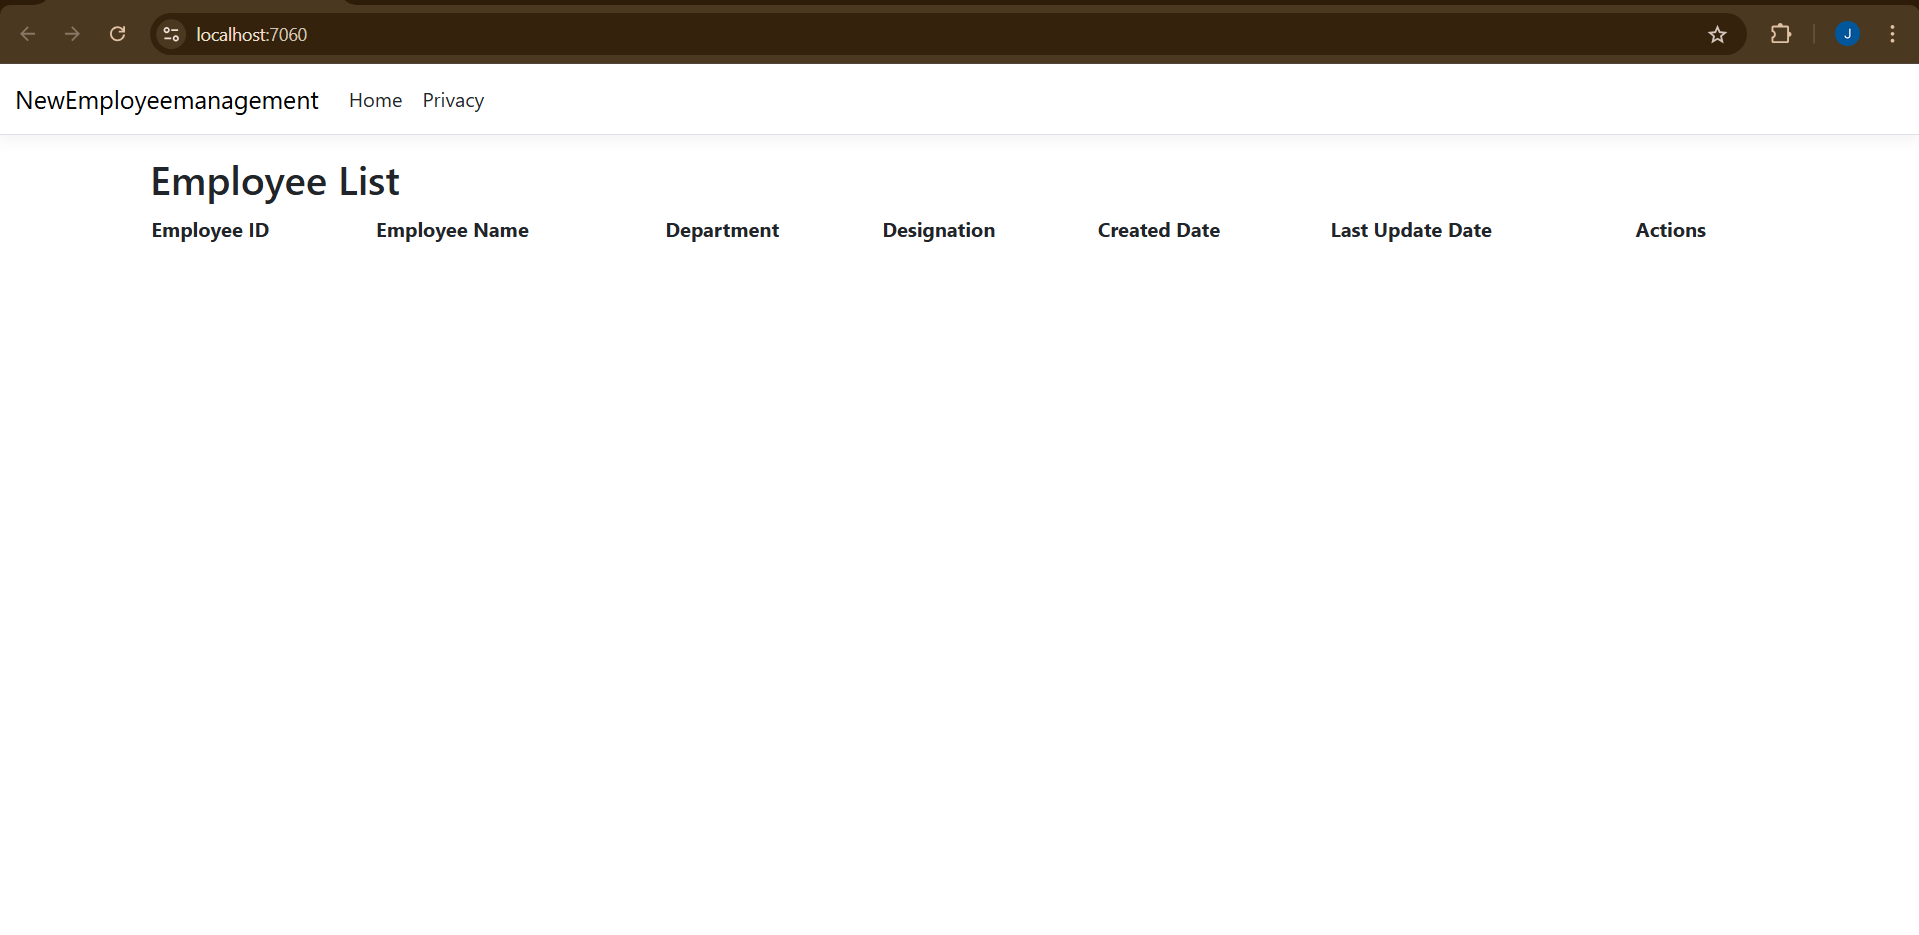 localhost:7060
J
NewEmployeemanagement Home Privacy
Employee List
Employee ID Employee Name Department Designation Created Date Last Update Date Actions